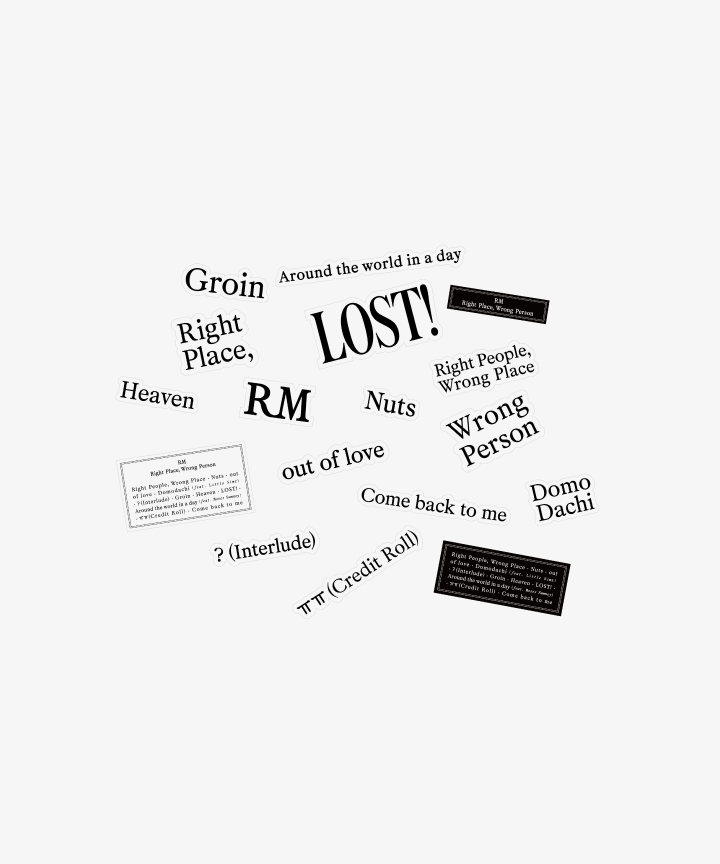 Groin
Around the world in a day
Right
Place,
LOST!
RM
Right Place, Wrong Person
Right People,
Wrong Place
Heaven
RM
Nuts
Wrong
Person
out of love
RM
Right Place, Wrong Person
Right People, Wrong Place · Nuts · out
of love · Domodachi (feat. Little Simz)
· ? (Interlude) · Groin · Heaven · LOST! ·
Around the world in a day (feat. Moses Sumney)
· ㅠㅠ (Credit Roll) · Come back to me
Come back to me
Domo
Dachi
? (Interlude)
ㅠㅠ (Credit Roll)
Right People, Wrong Place · Nuts · out
of love · Domodachi (feat. Little Simz)
· ? (Interlude) · Groin · Heaven · LOST! ·
Around the world in a day (feat. Moses Sumney)
· ㅠㅠ (Credit Roll) · Come back to me